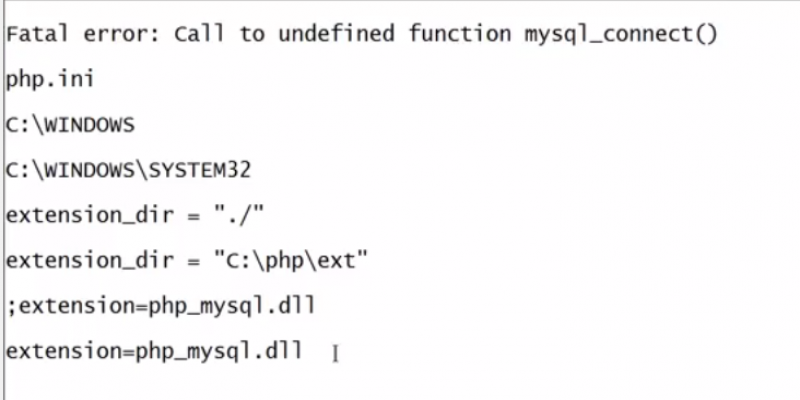 Fatal error: Call to undefined function mysql_connect()
php.ini
C:\WINDOWS
C:\WINDOWS\SYSTEM32
extension_dir = "./"
extension_dir = "C:\php\ext"
;extension=php_mysql.dll
extension=php_mysql.dll